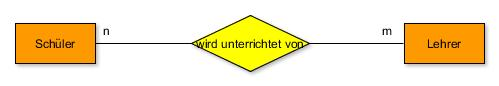 Schüler
n
wird unterrichtet von
m
Lehrer